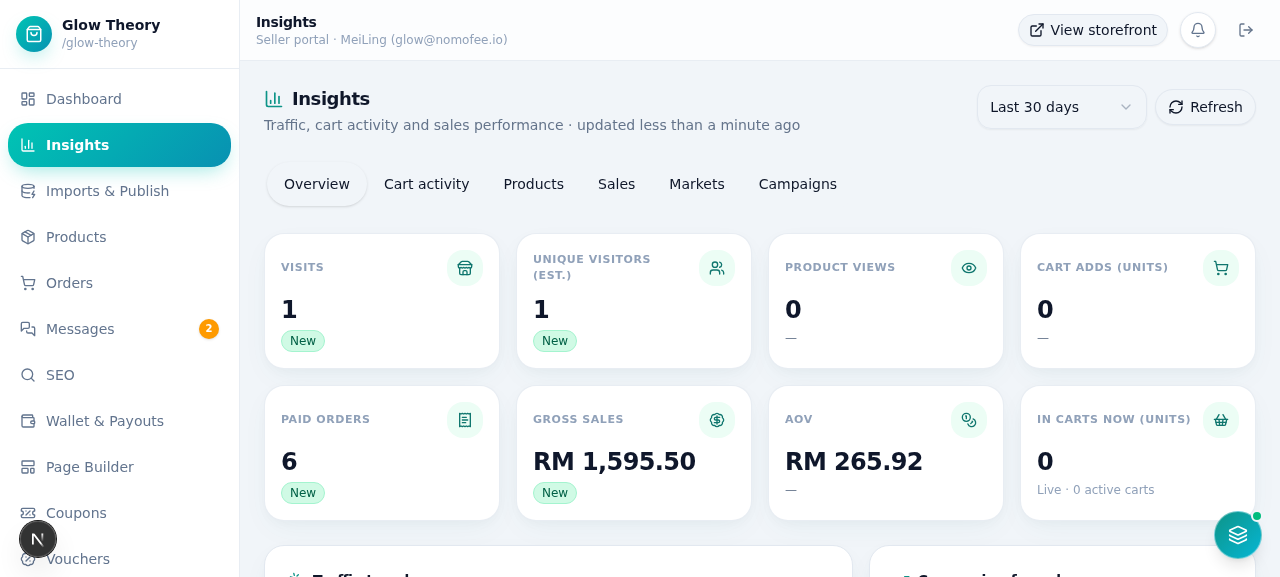 Glow Theory
/glow-theory
Dashboard
Insights
Imports & Publish
Products
Orders
Messages
2
SEO
Wallet & Payouts
Page Builder
Coupons
Vouchers
N
Insights
Seller portal · MeiLing (glow@nomofee.io)
View storefront
Insights
Traffic, cart activity and sales performance · updated less than a minute ago
Last 30 days
Refresh
Overview
Cart activity
Products
Sales
Markets
Campaigns
VISITS
1
New
UNIQUE VISITORS
(EST.)
1
New
PRODUCT VIEWS
0
—
CART ADDS (UNITS)
0
—
PAID ORDERS
6
New
GROSS SALES
RM 1,595.50
New
AOV
RM 265.92
—
IN CARTS NOW (UNITS)
0
Live · 0 active carts